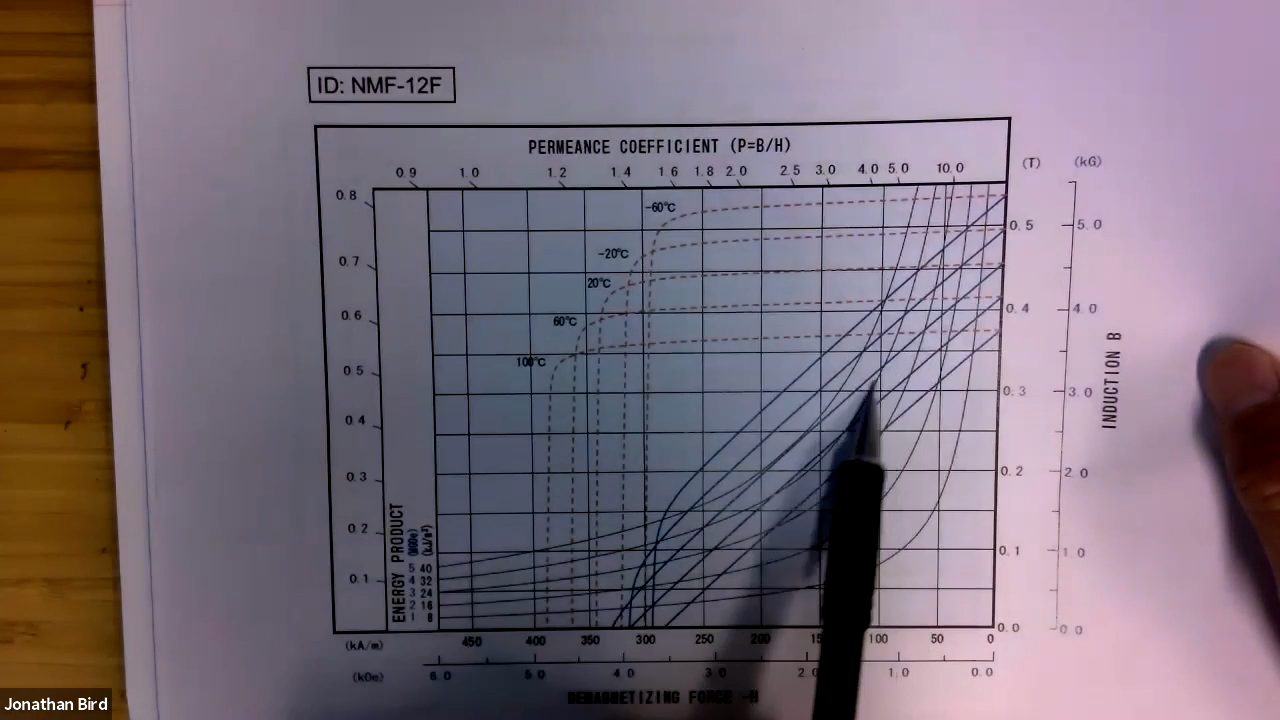 ID: NMF-12F
PERMEANCE COEFFICIENT (P=B/H)
0.9 1.0 1.2 1.4 1.6 1.8 2.0 2.5 3.0 4.0 5.0 10.0
(T) (kG)
0.8
0.7
0.6
0.5
0.4
0.3
0.2
0.1
-60℃
-20℃
20℃
60℃
100℃
0.5 5.0
0.4 4.0
0.3 3.0
0.2 2.0
0.1 1.0
0.0 0.0
INDUCTION B
ENERGY PRODUCT
(MGOe) (kJ/m³)
5 40
4 32
3 24
2 16
1 8
(kA/m) 450 400 350 300 250 200 100 50 0
(kOe) 6.0 5.0 4.0 3.0 1.0 0.0
DEMAGNETIZING FORCE -H
Jonathan Bird